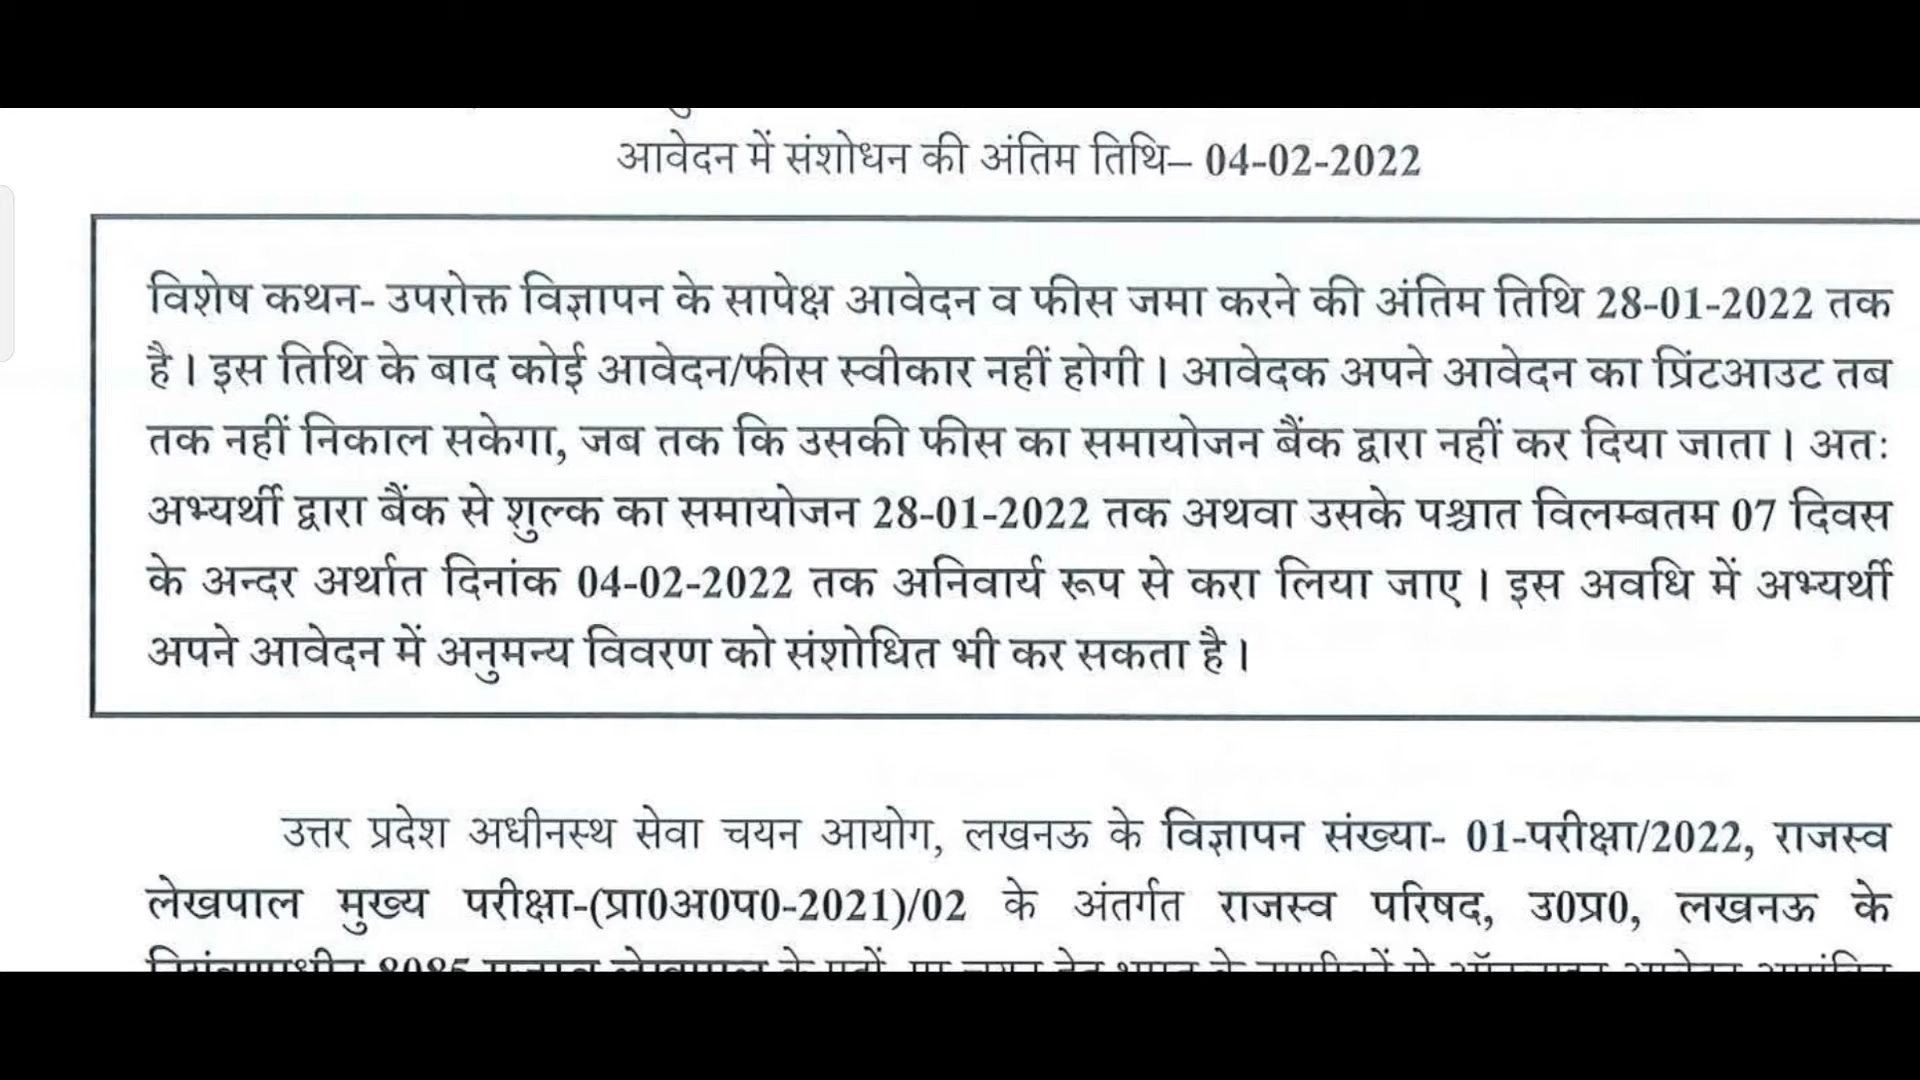 आवेदन में संशोधन की अंतिम तिथि– 04-02-2022
विशेष कथन- उपरोक्त विज्ञापन के सापेक्ष आवेदन व फीस जमा करने की अंतिम तिथि 28-01-2022 तक
है। इस तिथि के बाद कोई आवेदन/फीस स्वीकार नहीं होगी। आवेदक अपने आवेदन का प्रिंटआउट तब
तक नहीं निकाल सकेगा, जब तक कि उसकी फीस का समायोजन बैंक द्वारा नहीं कर दिया जाता। अतः
अभ्यर्थी द्वारा बैंक से शुल्क का समायोजन 28-01-2022 तक अथवा उसके पश्चात विलम्बतम 07 दिवस
के अन्दर अर्थात दिनांक 04-02-2022 तक अनिवार्य रूप से करा लिया जाए। इस अवधि में अभ्यर्थी
अपने आवेदन में अनुमन्य विवरण को संशोधित भी कर सकता है।
उत्तर प्रदेश अधीनस्थ सेवा चयन आयोग, लखनऊ के विज्ञापन संख्या- 01-परीक्षा/2022, राजस्व
लेखपाल मुख्य परीक्षा-(प्रा0अ0प0-2021)/02 के अंतर्गत राजस्व परिषद, उ0प्र0, लखनऊ के